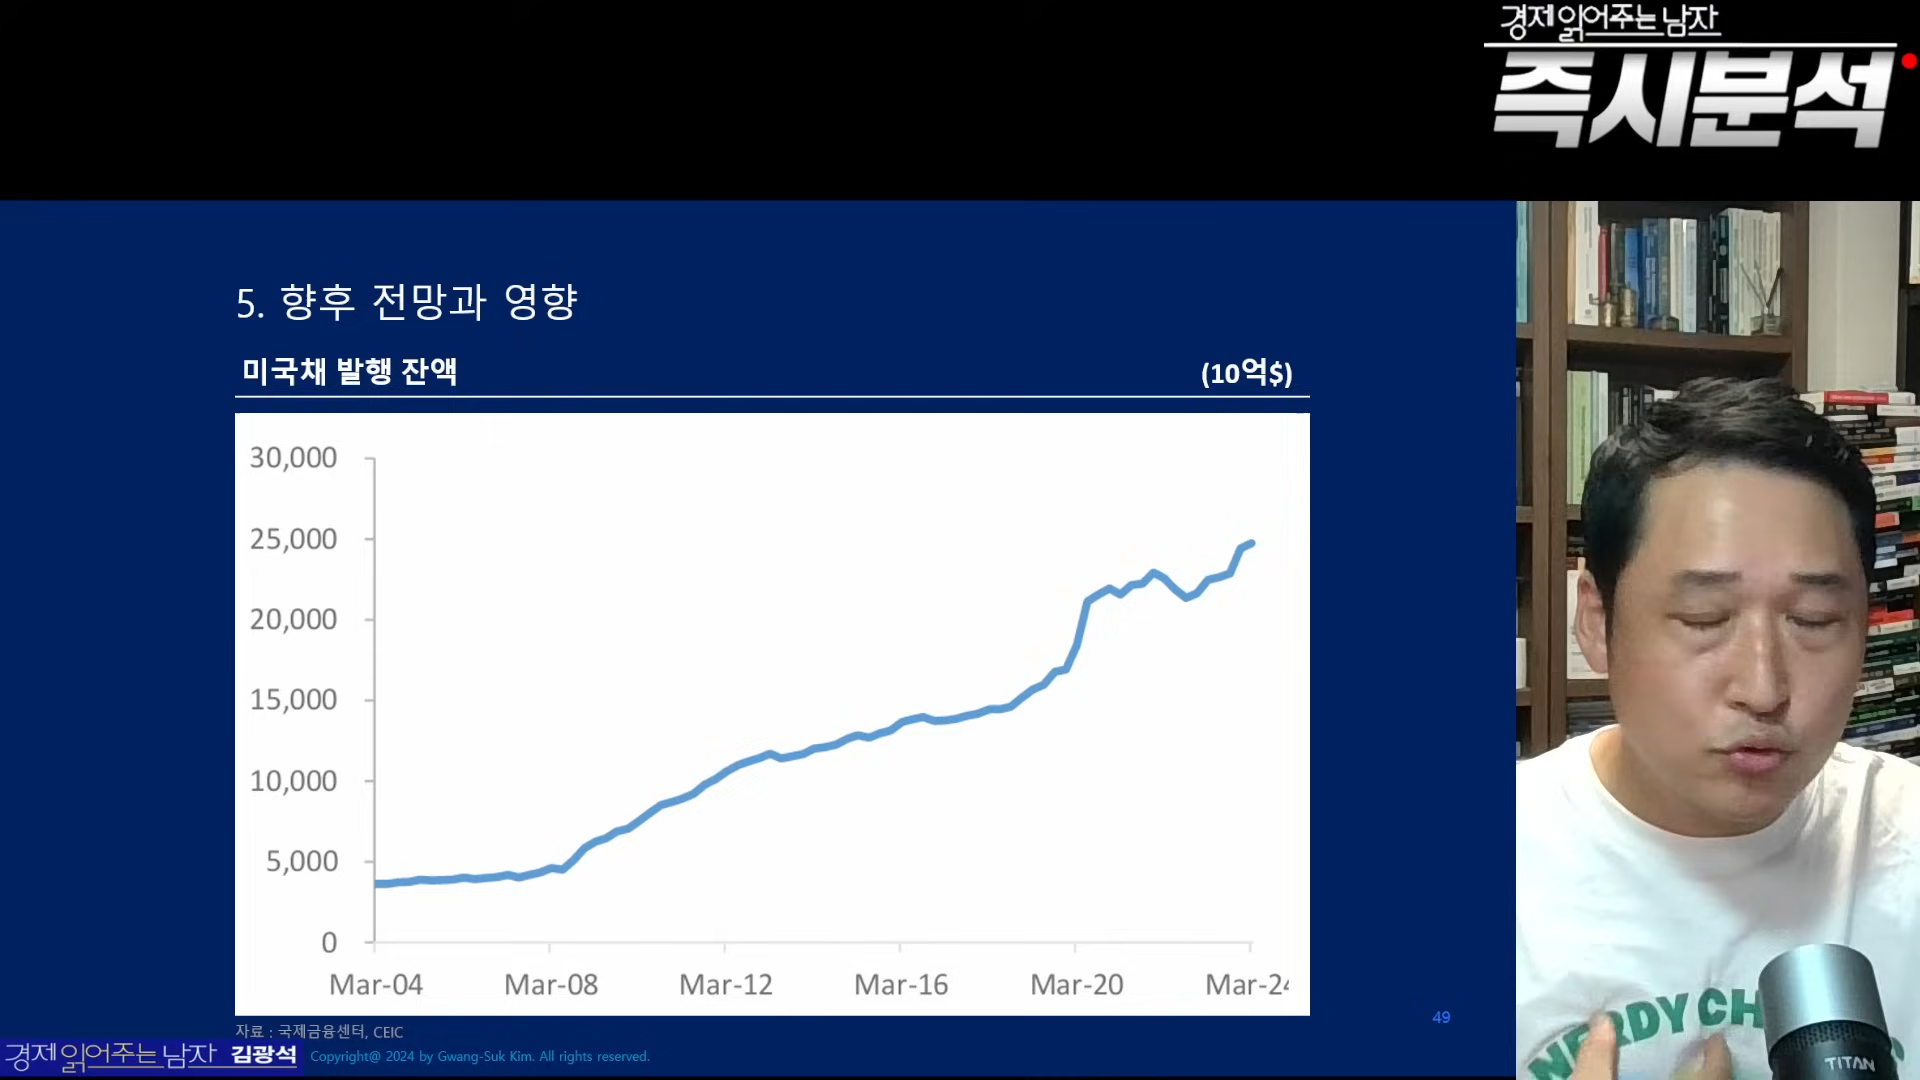 경제 읽어주는 남자
즉시분석
5. 향후 전망과 영향
미국채 발행 잔액
(10억$)
30,000
25,000
20,000
15,000
10,000
5,000
0
Mar-04
Mar-08
Mar-12
Mar-16
Mar-20
Mar-24
자료 : 국제금융센터, CEIC
49
경제 읽어주는 남자 김광석
Copyright@ 2024 by Gwang-Suk Kim. All rights reserved.
TITAN